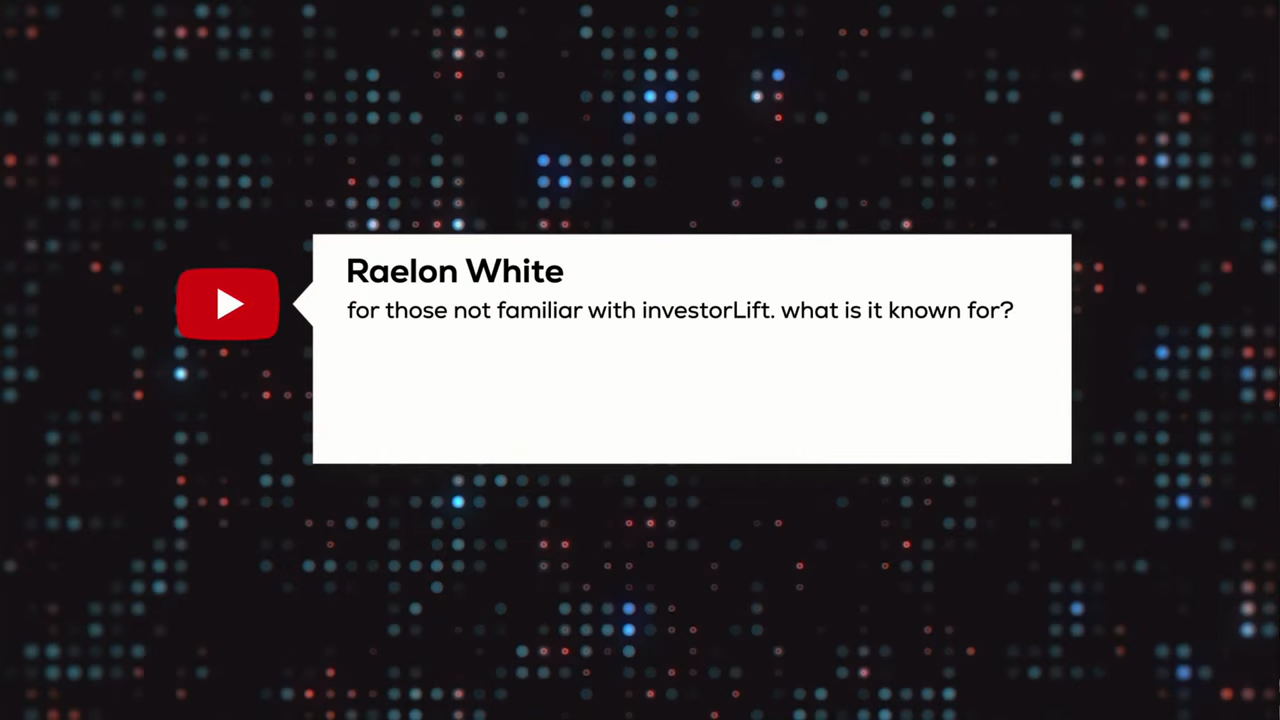 Raelon White
for those not familiar with investorLift. what is it known for?